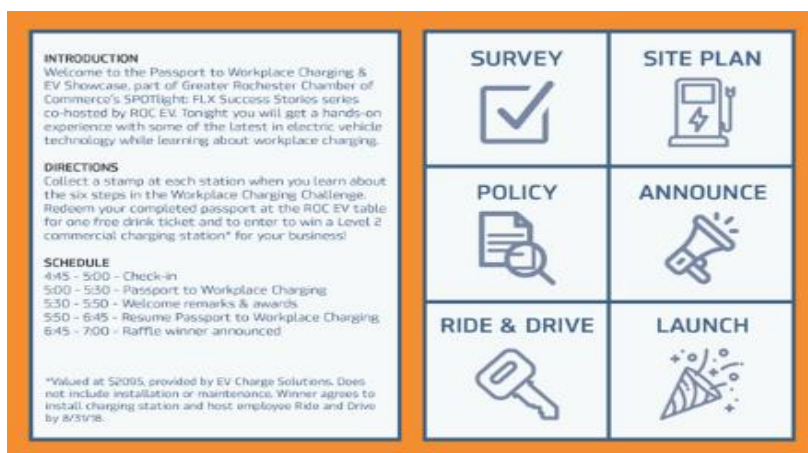 INTRODUCTION
Welcome to the Passport to Workplace Charging &
EV Showcase, part of Greater Rochester Chamber of
Commerce's SPOTlight: FLX Success Stories series
co-hosted by ROC EV. Tonight you will get a hands-on
experience with some of the latest in electric vehicle
technology while learning about workplace charging.
DIRECTIONS
Collect a stamp at each station when you learn about
the six steps in the Workplace Charging Challenge.
Redeem your completed passport at the ROC EV table
for one free drink ticket and to enter to win a Level 2
commercial charging station* for your business!
SCHEDULE
4:45 - 5:00 - Check-in
5:00 - 5:30 - Passport to Workplace Charging
5:30 - 5:50 - Welcome remarks & awards
5:50 - 6:45 - Resume Passport to Workplace Charging
6:45 - 7:00 - Raffle winner announced
*Valued at $2095, provided by EV Charge Solutions. Does
not include installation or maintenance. Winner agrees to
install charging station and host employee Ride and Drive
by 8/31/18.
SURVEY
SITE PLAN
POLICY
ANNOUNCE
RIDE & DRIVE
LAUNCH